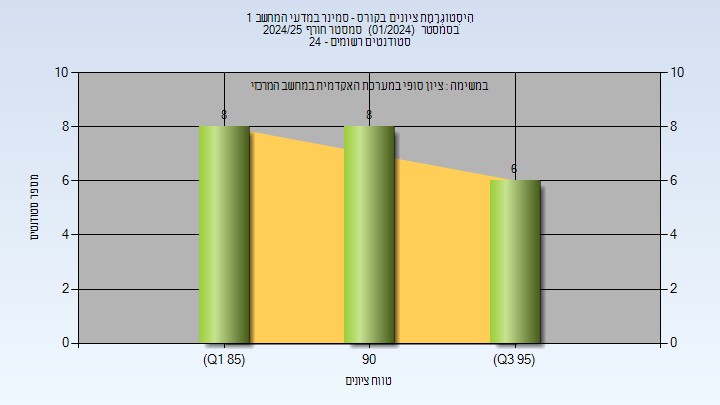 היסטוגרמת ציונים בקורס - סמינר במדעי המחשב 1
בסמסטר (01/2024) סמסטר חורף 2024/25
סטודנטים רשומים - 24
במשימה : ציון סופי במערכת האקדמית במחשב המרכזי
10
10
8
8
8
8
6
6
6
4
4
2
2
0
0
מספר סטודנטים
(Q1 85)
90
(Q3 95)
טווח ציונים